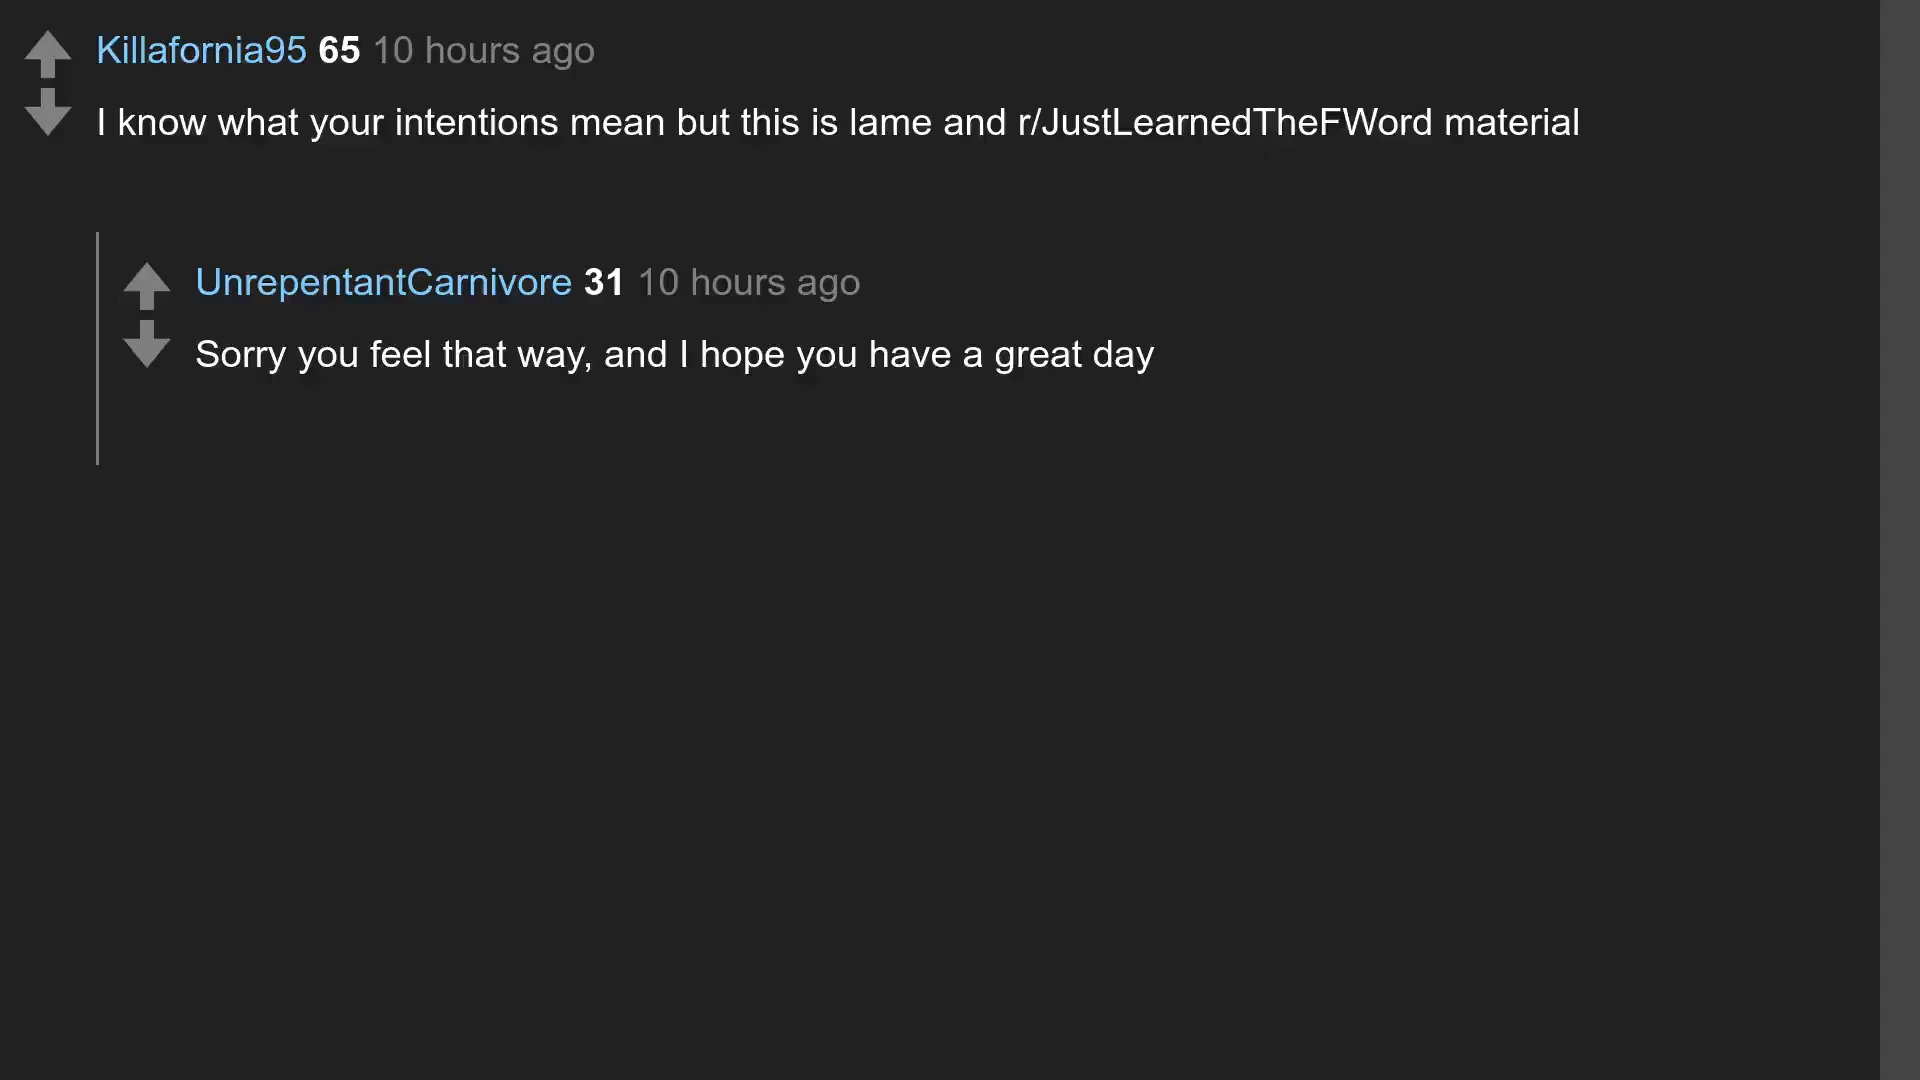 Killafornia95 65 10 hours ago
I know what your intentions mean but this is lame and r/JustLearnedTheFWord material
UnrepentantCarnivore 31 10 hours ago
Sorry you feel that way, and I hope you have a great day